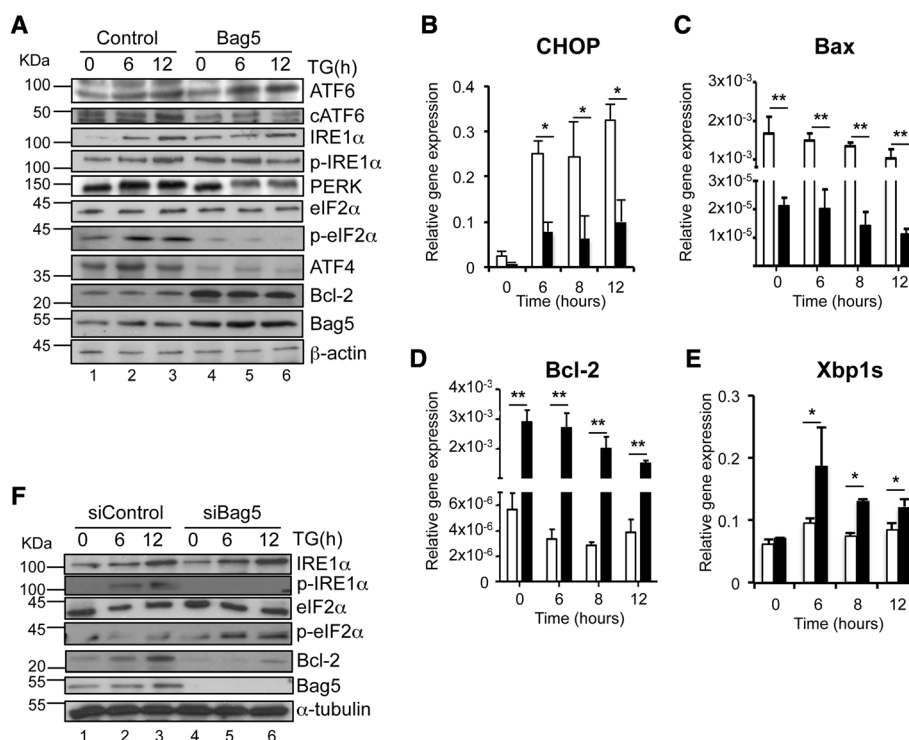 A
Control Bag5
KDa 0 6 12 0 6 12 TG(h)
100 ATF6
50 cATF6
100 IRE1α
100 p-IRE1α
150 PERK
45 eIF2α
45 p-eIF2α
35 ATF4
20 Bcl-2
55 Bag5
45 β-actin
1 2 3 4 5 6
B
CHOP
Relative gene expression
0.4
0.3
0.2
0.1
0
* * *
0 6 8 12
Time (hours)
C
Bax
Relative gene expression
3x10⁻³
1x10⁻³
5x10⁻⁵
2x10⁻⁵
1x10⁻⁵
** ** ** **
0 6 8 12
Time (hours)
D
Bcl-2
Relative gene expression
4x10⁻³
3x10⁻³
2x10⁻³
6x10⁻⁶
4x10⁻⁶
2x10⁻⁶
0
** ** ** **
0 6 8 12
Time (hours)
E
Xbp1s
Relative gene expression
0.3
0.2
0.1
0
* * *
0 6 8 12
Time (hours)
F
siControl siBag5
KDa 0 6 12 0 6 12 TG(h)
100 IRE1α
100 p-IRE1α
45 eIF2α
45 p-eIF2α
20 Bcl-2
55 Bag5
55 α-tubulin
1 2 3 4 5 6